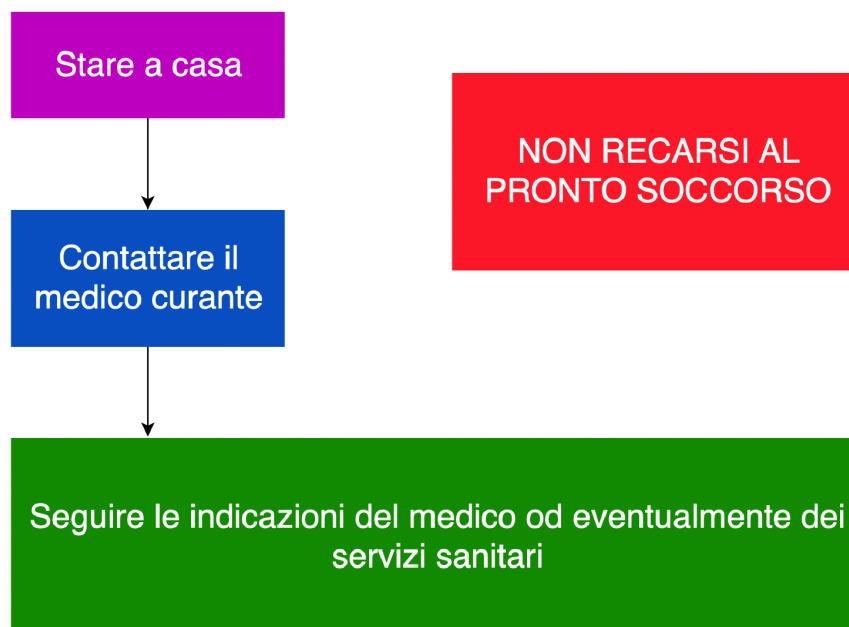 Stare a casa
NON RECARSI AL
PRONTO SOCCORSO
Contattare il
medico curante
Seguire le indicazioni del medico od eventualmente dei
servizi sanitari